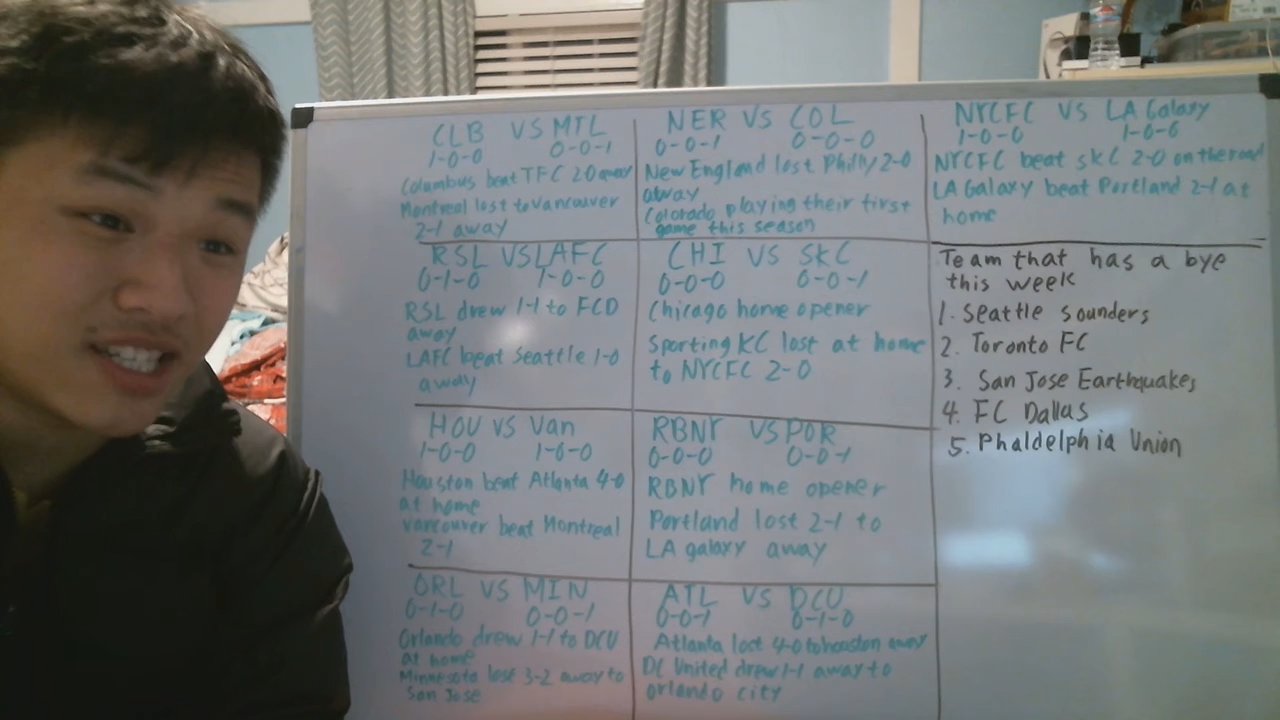 CLB VS MTL
1-0-0 0-0-1
Columbus beat TFC 2-0 away
Montreal lost to Vancouver
2-1 away
NER VS COL
0-0-1 0-0-0
New England lost Philly 2-0
away
Colorado playing their first
game this season
NYCFC VS LA Galaxy
1-0-0 1-0-0
NYCFC beat SKC 2-0 on the road
LA Galaxy beat Portland 2-1 at
home
RSL VS LAFC
0-1-0 1-0-0
RSL drew 1-1 to FCD
away
LAFC beat Seattle 1-0
away
CHI VS SKC
0-0-0 0-0-1
Chicago home opener
Sporting KC lost at home
to NYCFC 2-0
Team that has a bye
this week
1. Seattle sounders
2. Toronto FC
3. San Jose Earthquakes
4. FC Dallas
5. Phaldelphia Union
HOU VS Van
1-0-0 1-0-0
Houston beat Atlanta 4-0
at home
Vancouver beat Montreal
2-1
RBNY VS POR
0-0-0 0-0-1
RBNY home opener
Portland lost 2-1 to
LA galaxy away
ORL VS MIN
0-1-0 0-0-1
Orlando drew 1-1 to DCU
at home
Minnesota lose 3-2 away to
San Jose
ATL VS DCU
0-0-1 0-1-0
Atlanta lost 4-0 to houston away
DC United drew 1-1 away to
orlando city